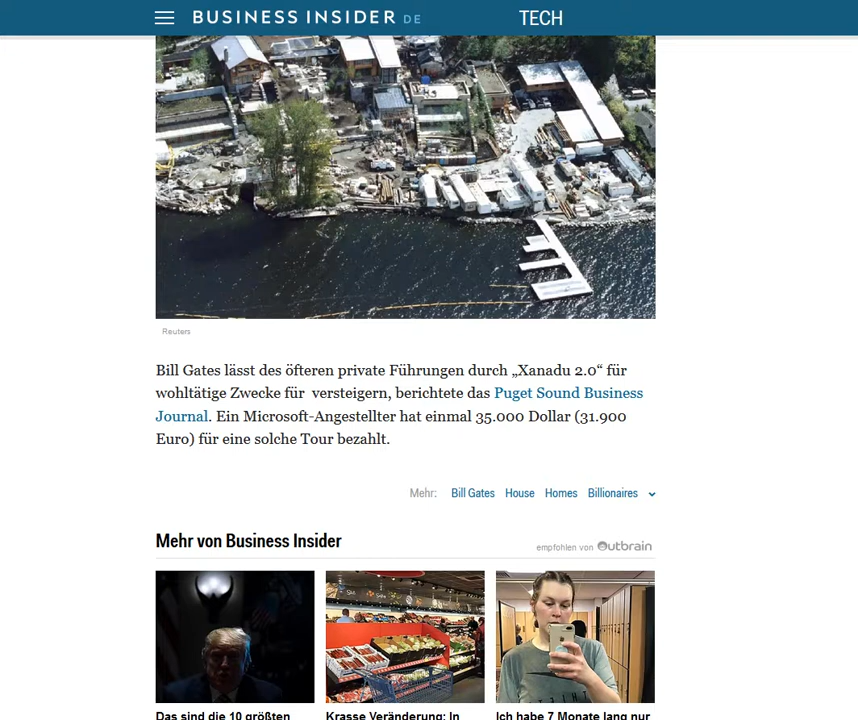 BUSINESS INSIDER DE
TECH
Reuters
Bill Gates lässt des öfteren private Führungen durch „Xanadu 2.0“ für
wohltätige Zwecke für versteigern, berichtete das Puget Sound Business
Journal. Ein Microsoft-Angestellter hat einmal 35.000 Dollar (31.900
Euro) für eine solche Tour bezahlt.
Mehr: Bill Gates House Homes Billionaires
Mehr von Business Insider
empfohlen von Outbrain
Das sind die 10 größten
Krasse Veränderung: In
Ich habe 7 Monate lang nur